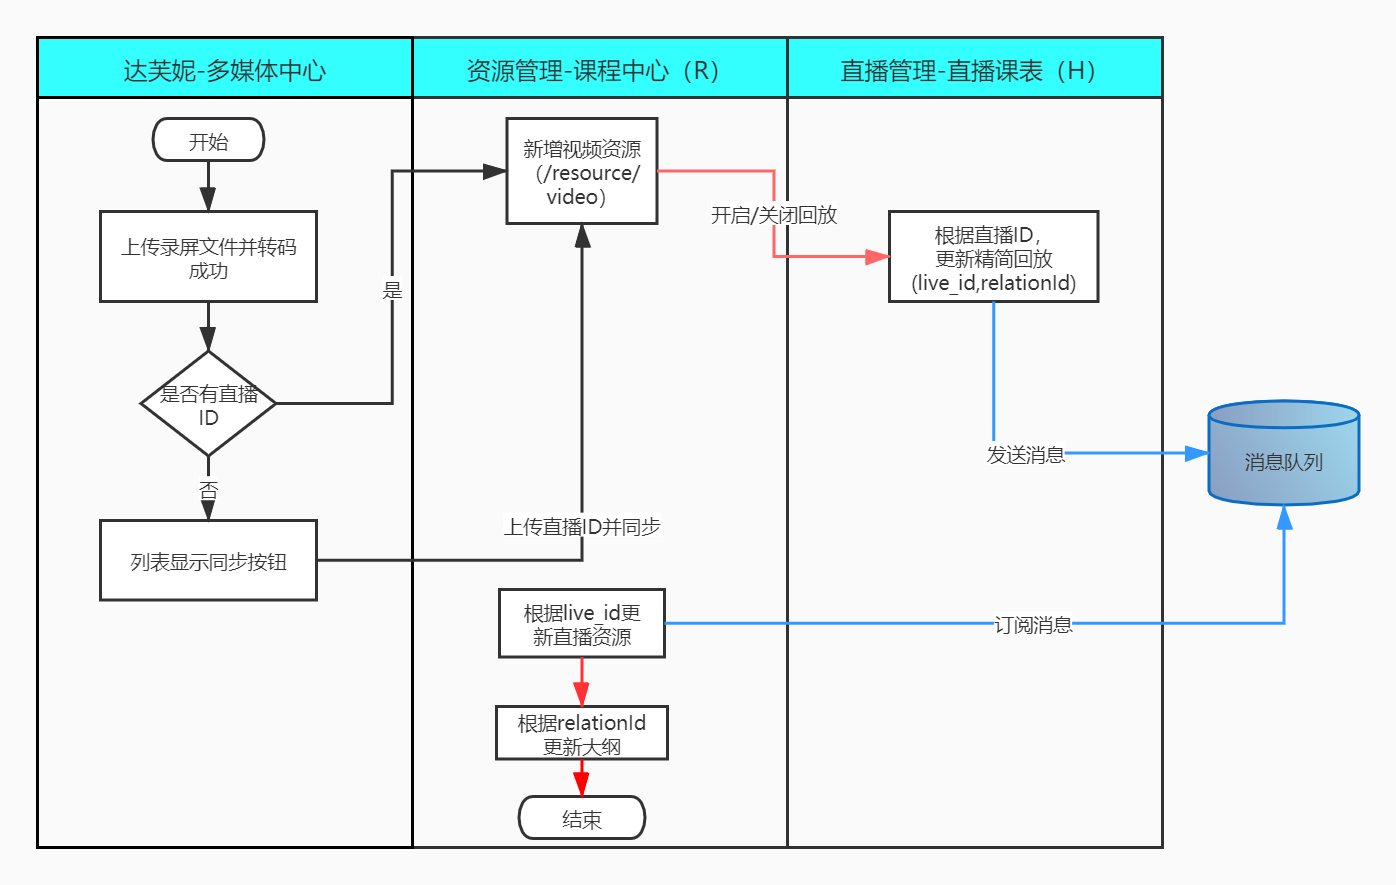 达芙妮-多媒体中心
资源管理-课程中心（R）
直播管理-直播课表（H）
开始
上传录屏文件并转码
成功
是否有直播
ID
是
否
列表显示同步按钮
新增视频资源
（/resource/
video）
开启/关闭回放
根据直播ID，
更新精简回放
(live_id,relationId)
发送消息
消息队列
上传直播ID并同步
根据live_id更
新直播资源
订阅消息
根据relationId
更新大纲
结束